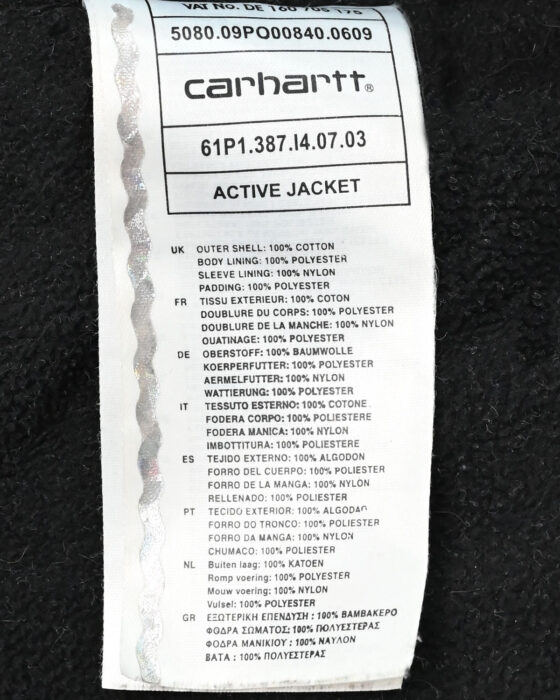 VAT NO. DE 160 705 175
5080.09PO00840.0609
carhartt®
61P1.387.I4.07.03
ACTIVE JACKET
UK OUTER SHELL: 100% COTTON
BODY LINING: 100% POLYESTER
SLEEVE LINING: 100% NYLON
PADDING: 100% POLYESTER
FR TISSU EXTERIEUR: 100% COTON
DOUBLURE DU CORPS: 100% POLYESTER
DOUBLURE DE LA MANCHE: 100% NYLON
OUATINAGE: 100% POLYESTER
DE OBERSTOFF: 100% BAUMWOLLE
KOERPERFUTTER: 100% POLYESTER
AERMELFUTTER: 100% NYLON
WATTIERUNG: 100% POLYESTER
IT TESSUTO ESTERNO: 100% COTONE
FODERA CORPO: 100% POLIESTERE
FODERA MANICA: 100% NYLON
IMBOTTITURA: 100% POLIESTERE
ES TEJIDO EXTERNO: 100% ALGODON
FORRO DEL CUERPO: 100% POLIESTER
FORRO DE LA MANGA: 100% NYLON
RELLENADO: 100% POLIESTER
PT TECIDO EXTERIOR: 100% ALGODAO
FORRO DO TRONCO: 100% POLIESTER
FORRO DA MANGA: 100% NYLON
CHUMACO: 100% POLIESTER
NL Buiten laag: 100% KATOEN
Romp voering: 100% POLYESTER
Mouw voering: 100% NYLON
Vulsel: 100% POLYESTER
GR ΕΞΩΤΕΡΙΚΗ ΕΠΕΝΔΥΣΗ : 100% ΒΑΜΒΑΚΕΡΟ
ΦΟΔΡΑ ΣΩΜΑΤΟΣ: 100% ΠΟΛΥΕΣΤΕΡΑΣ
ΦΟΔΡΑ ΜΑΝΙΚΙΟΥ : 100% ΝΑΥΛΟΝ
ΒΑΤΑ : 100% ΠΟΛΥΕΣΤΕΡΑΣ